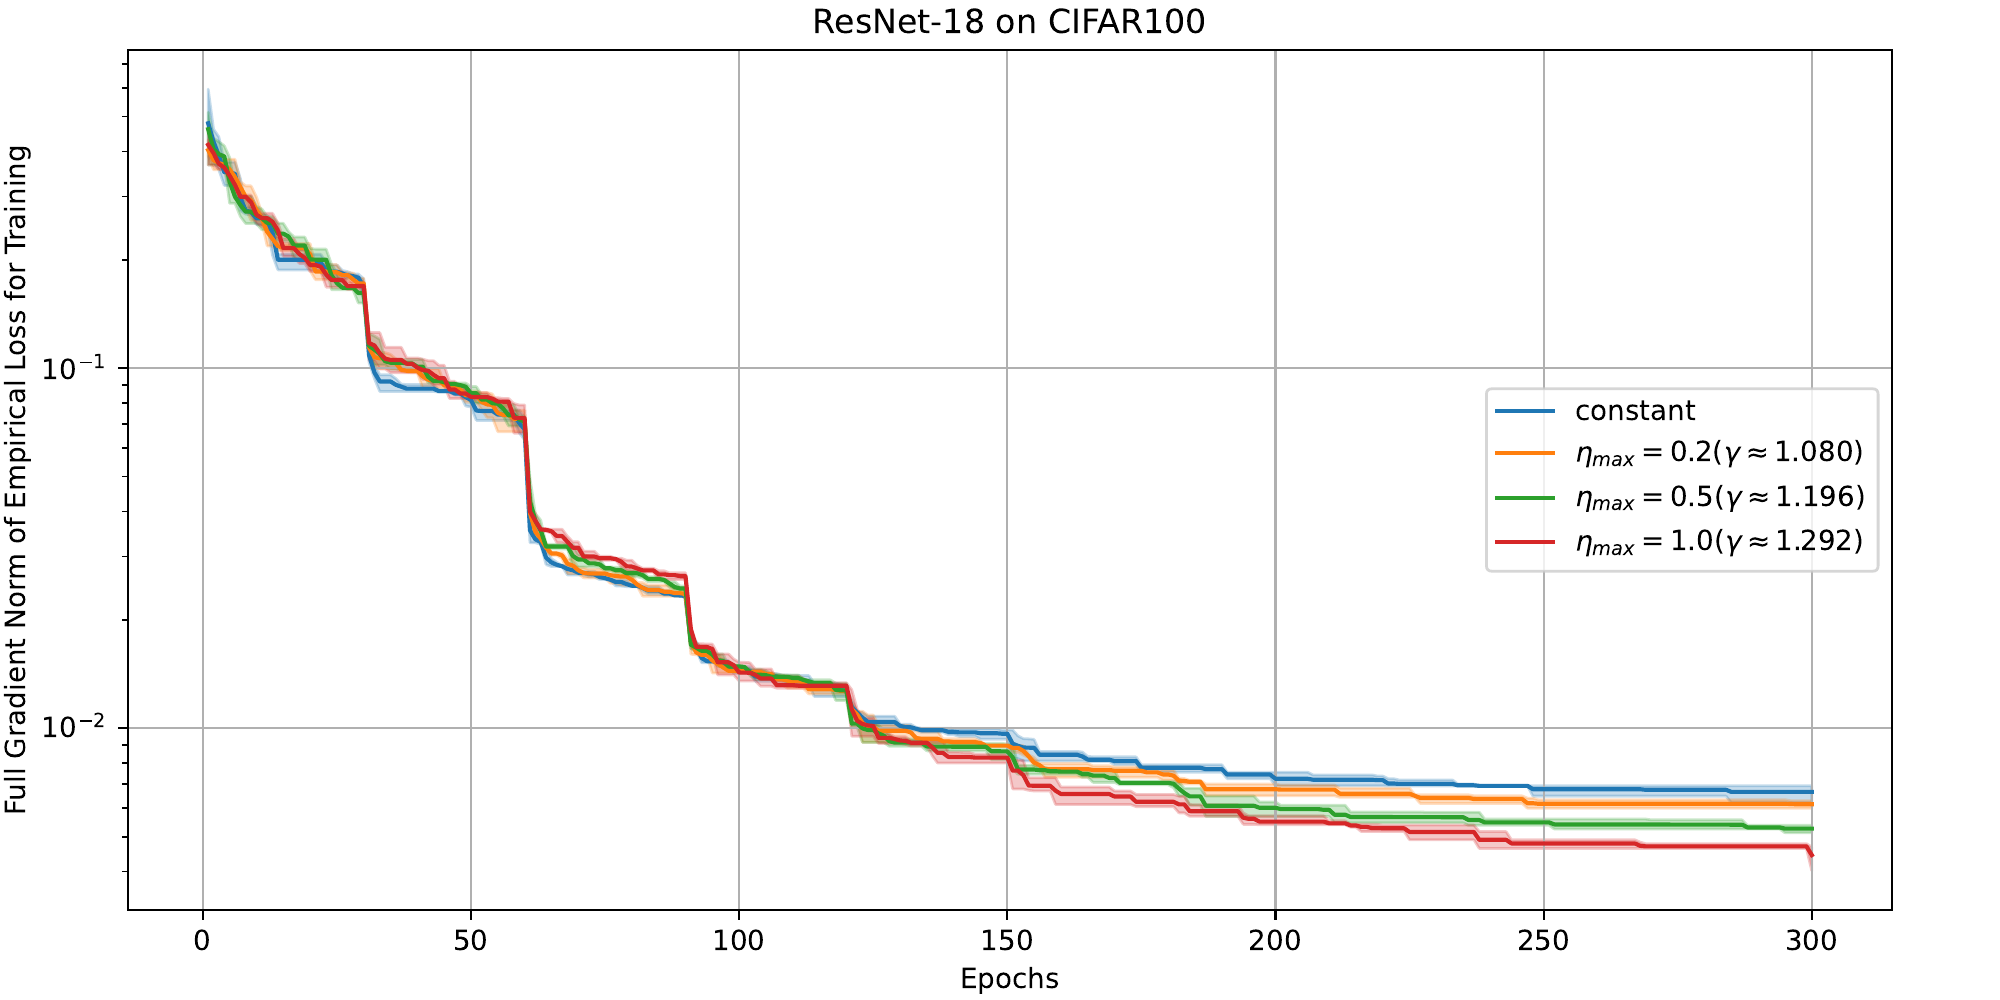 ResNet-18 on CIFAR100
Full Gradient Norm of Empirical Loss for Training
10⁻¹
10⁻²
constant
η_max = 0.2(γ ≈ 1.080)
η_max = 0.5(γ ≈ 1.196)
η_max = 1.0(γ ≈ 1.292)
0 50 100 150 200 250 300
Epochs